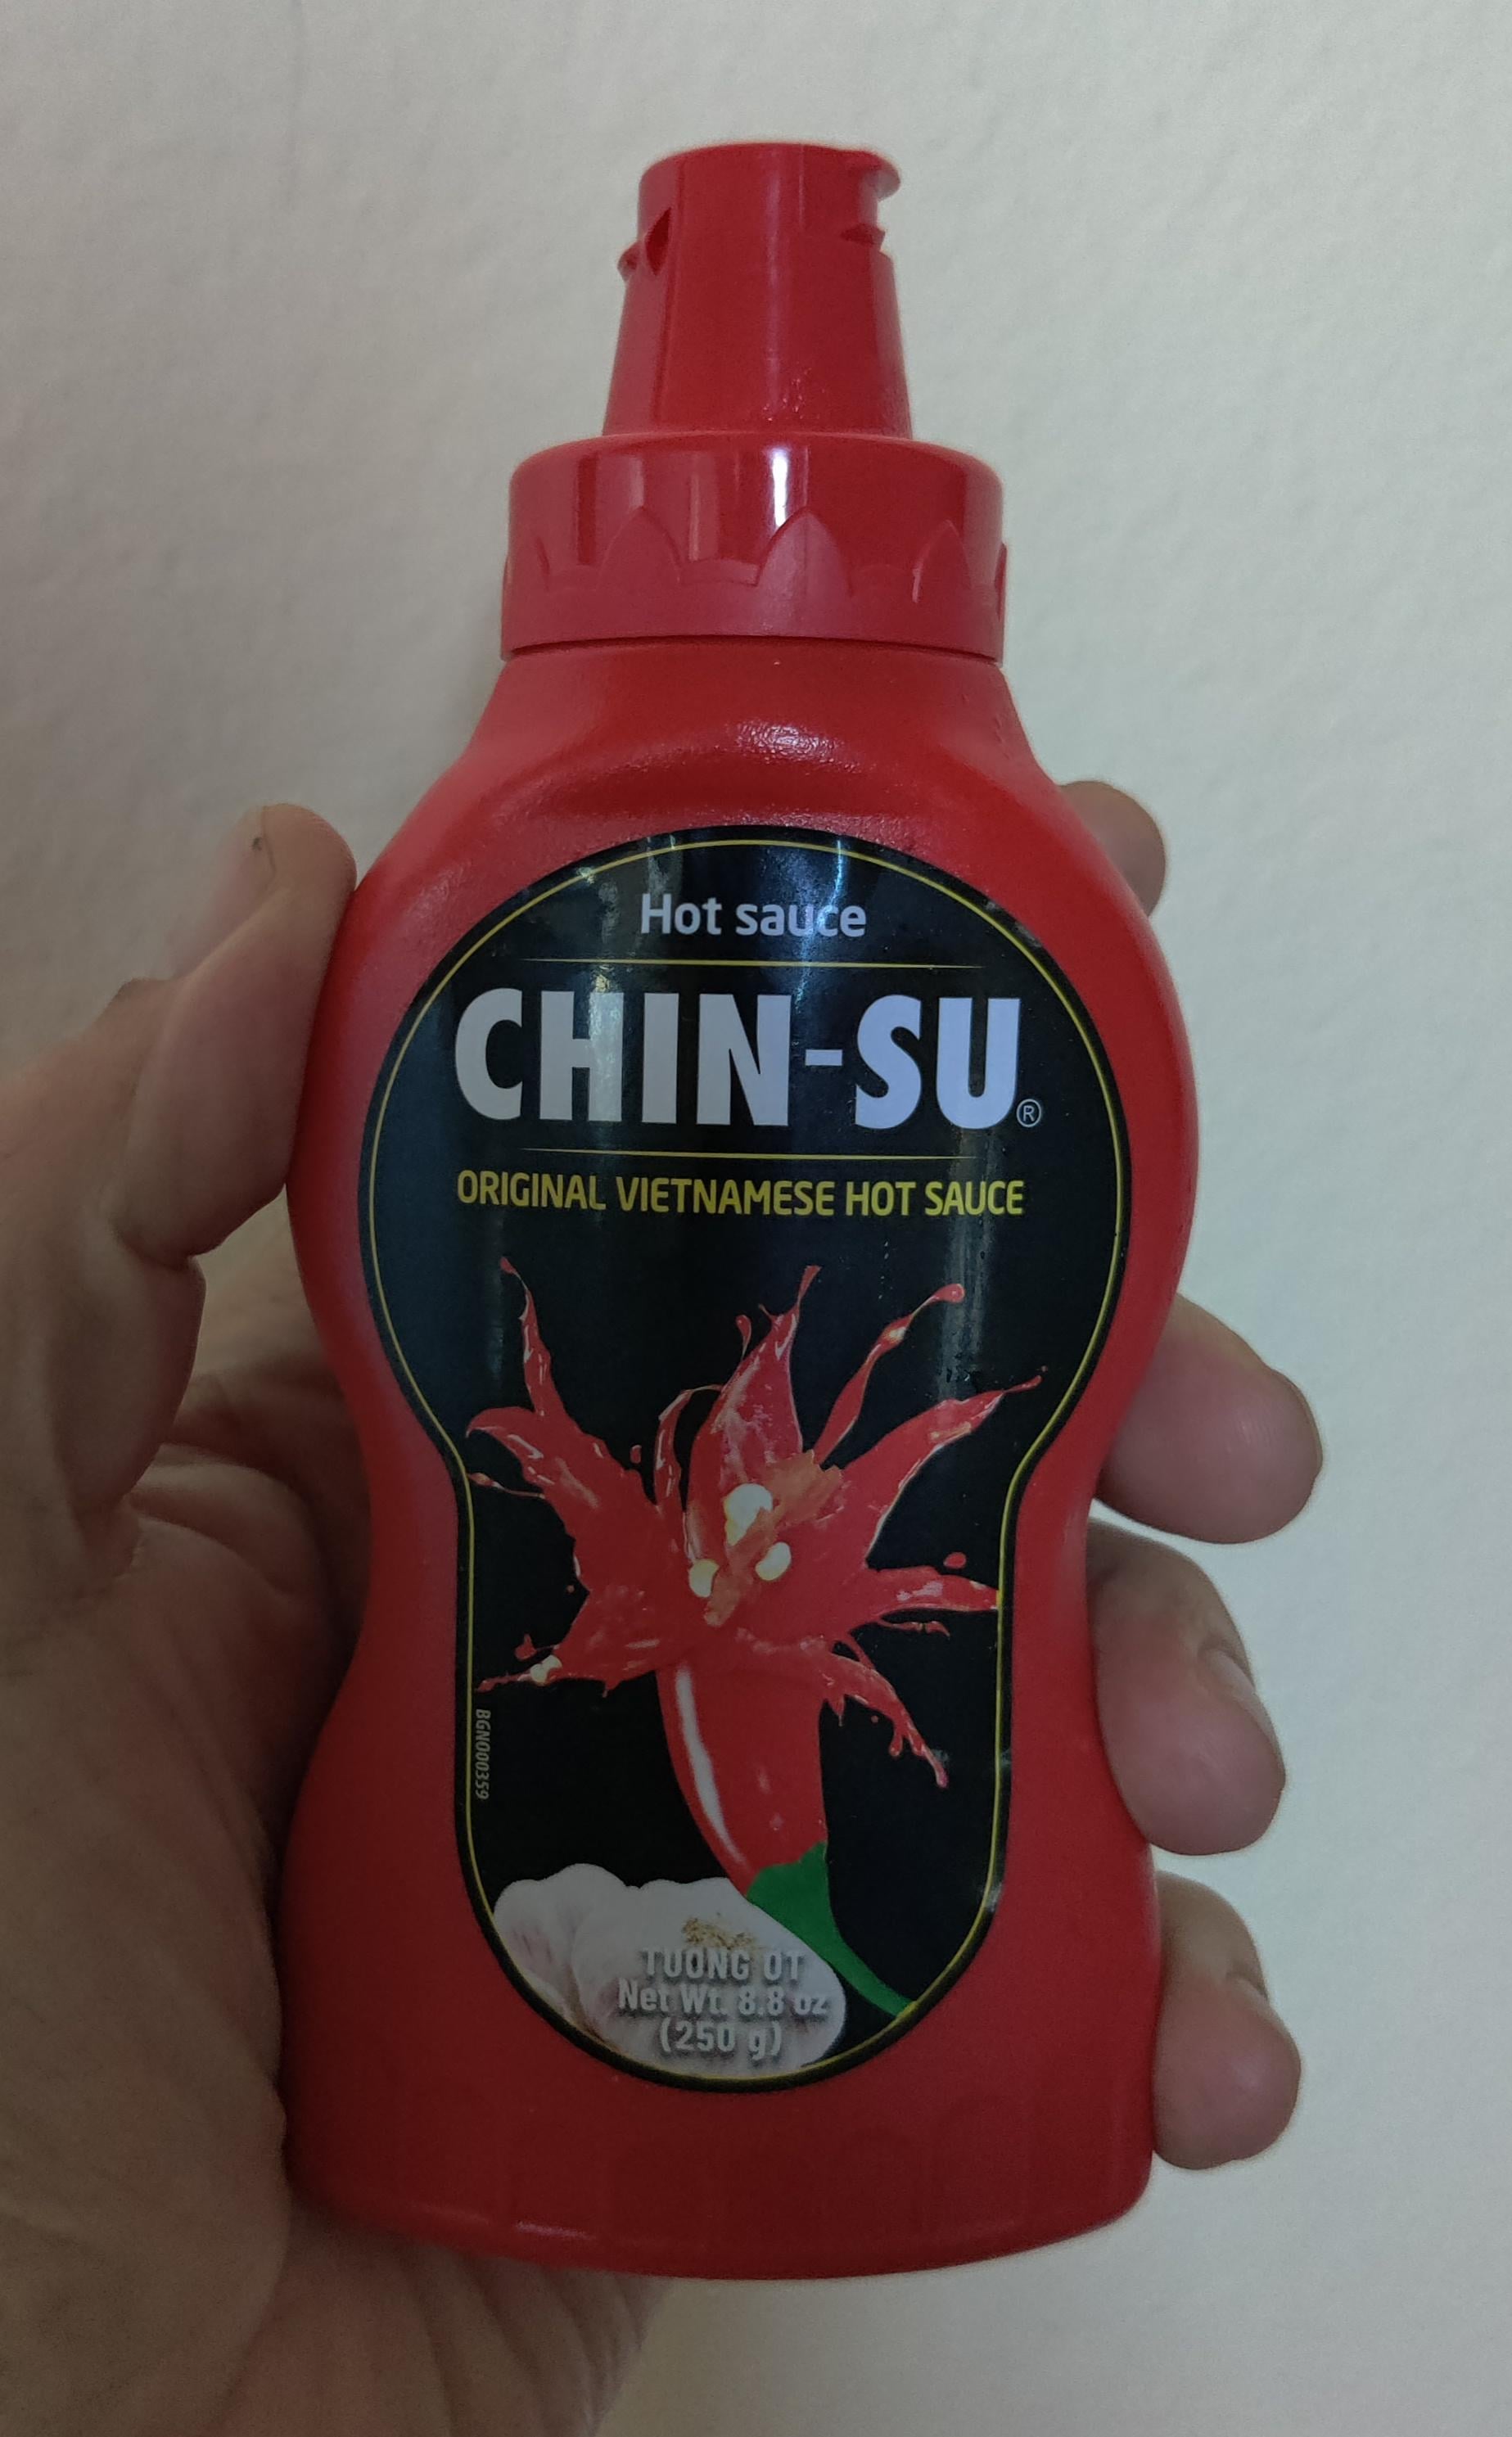 Hot sauce
CHIN-SU®
ORIGINAL VIETNAMESE HOT SAUCE
BGN000359
TUONG OT
Net Wt. 8.8 oz
(250 g)